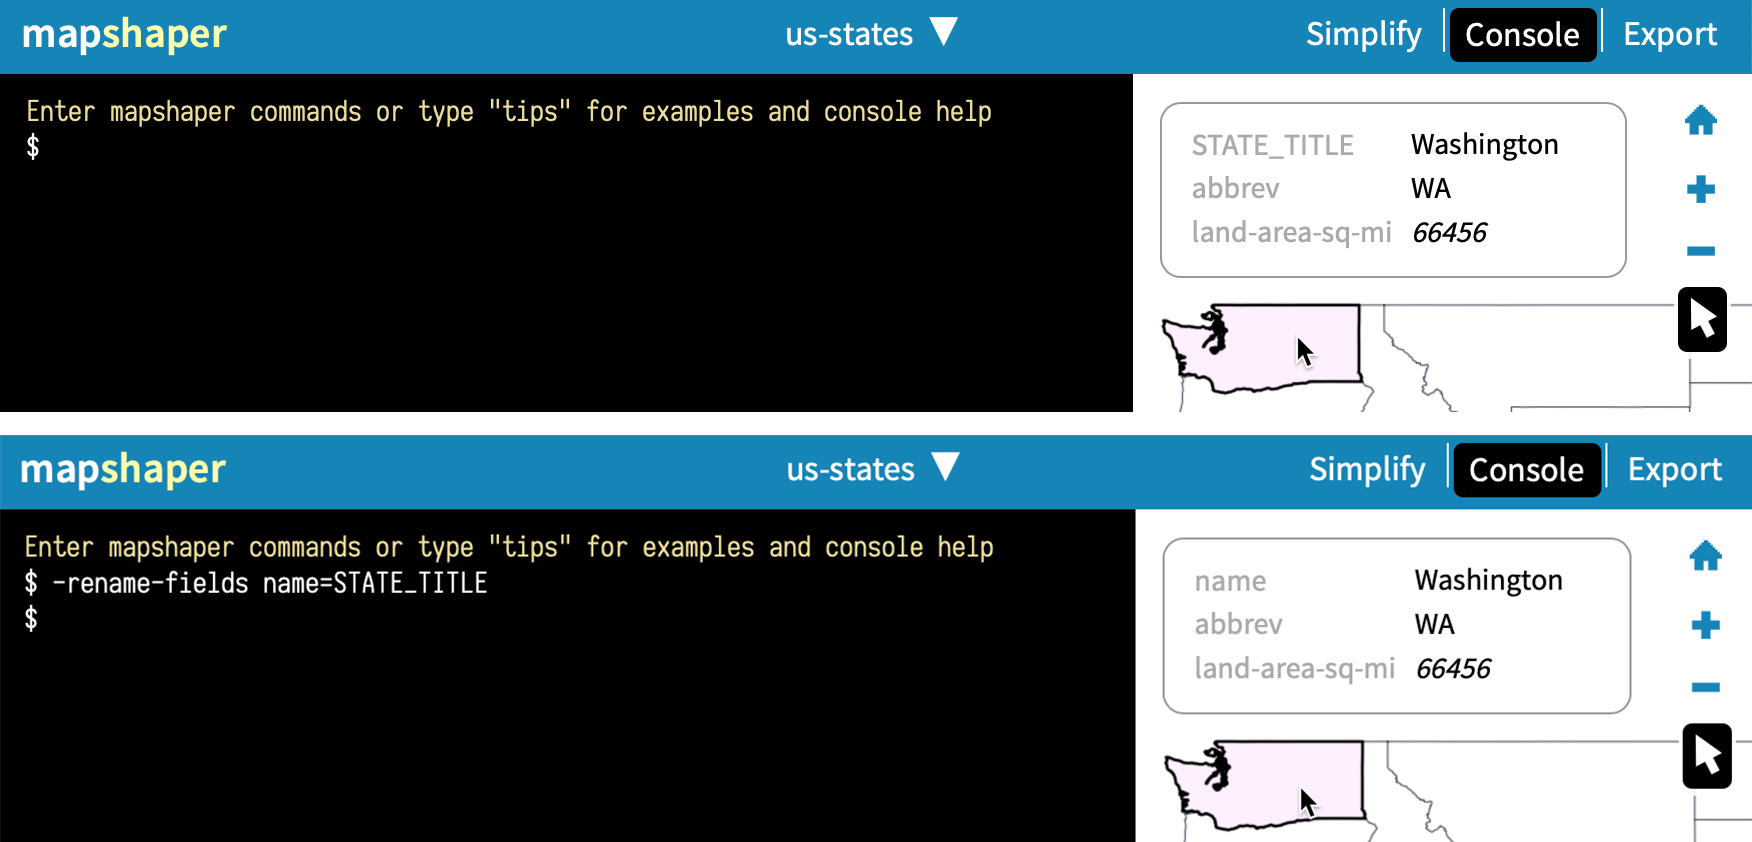 mapshaper
us-states ▼
Simplify
Console
Export
Enter mapshaper commands or type "tips" for examples and console help
$
STATE_TITLE Washington
abbrev WA
land-area-sq-mi 66456
mapshaper
us-states ▼
Simplify
Console
Export
Enter mapshaper commands or type "tips" for examples and console help
$ -rename-fields name=STATE_TITLE
$
name Washington
abbrev WA
land-area-sq-mi 66456